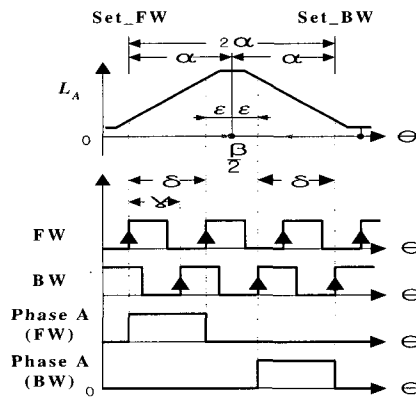 Set_FW Set_BW
2α
α α
L_A
ε ε
0 Θ
β/2
δ δ
γ
FW Θ
BW Θ
Phase A
(FW) Θ
Phase A
(BW) 0 Θ